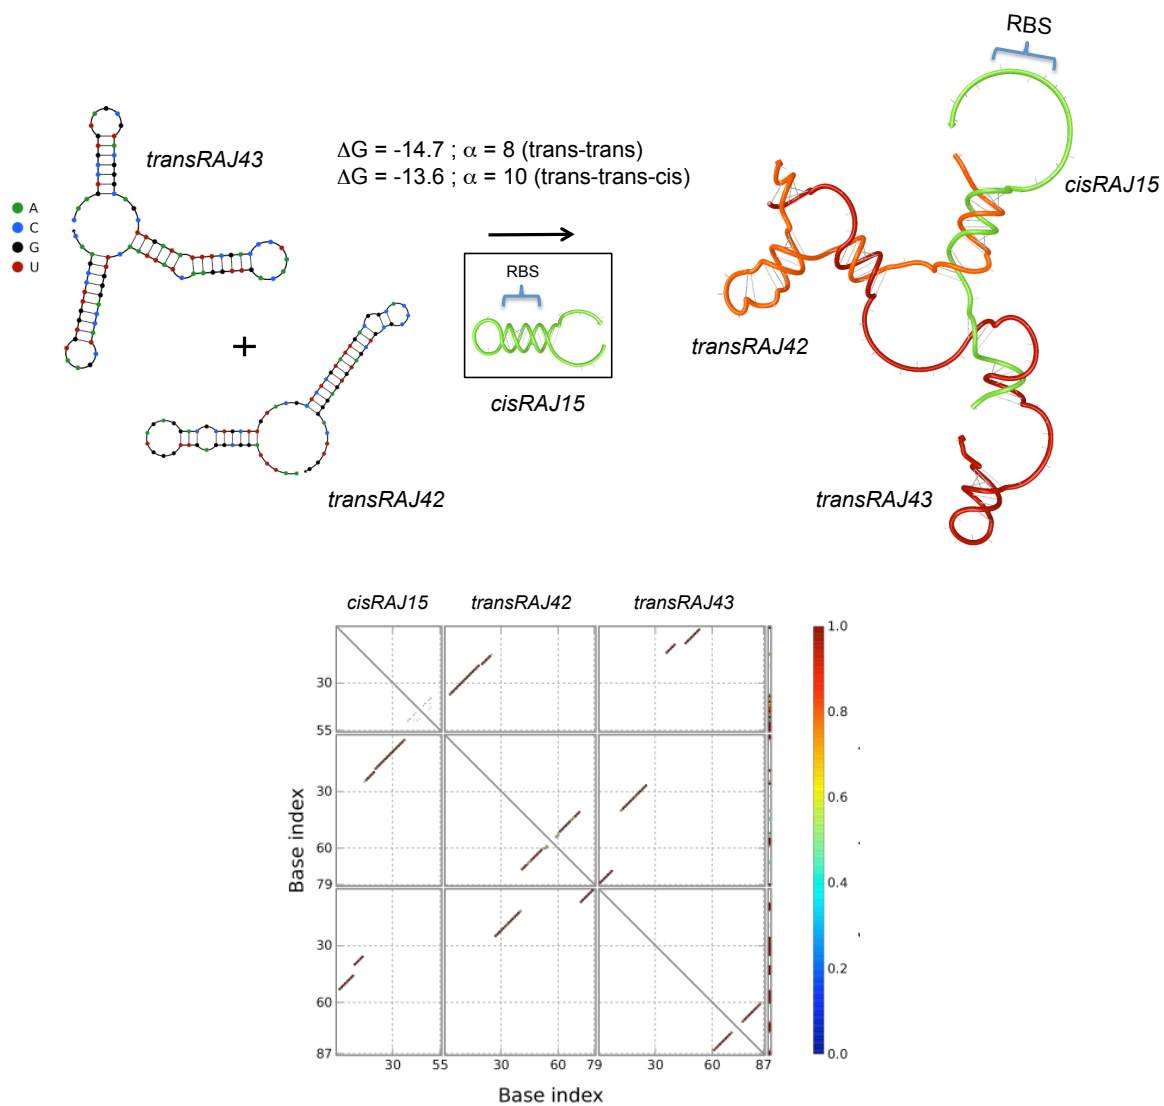 RBS
transRAJ43
ΔG = -14.7 ; α = 8 (trans-trans)
ΔG = -13.6 ; α = 10 (trans-trans-cis)
cisRAJ15
A
C
G
U
RBS
+
transRAJ42
cisRAJ15
transRAJ42
transRAJ43
cisRAJ15 transRAJ42 transRAJ43
1.0
30
0.8
55
30
0.6
60
0.4
79
30
0.2
60
87
0.0
30 55 30 60 79 30 60 87
Base index
Base index